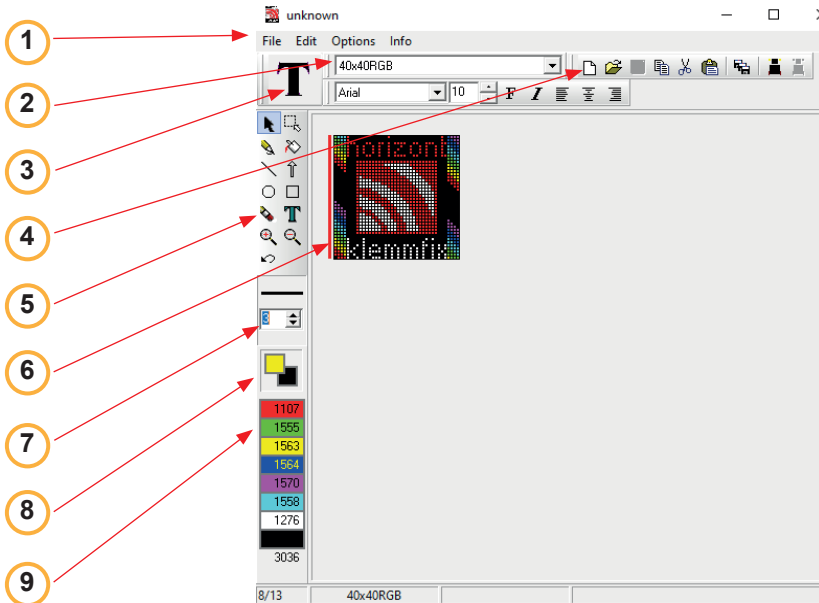 unknown
1
File Edit Options Info
2
40x40RGB
T
Arial
10
F I
3
4
T
5
6
7
8
9
horizont
klemmfix
3
1107
1555
1563
1564
1570
1558
1276
3036
8/13
40x40RGB